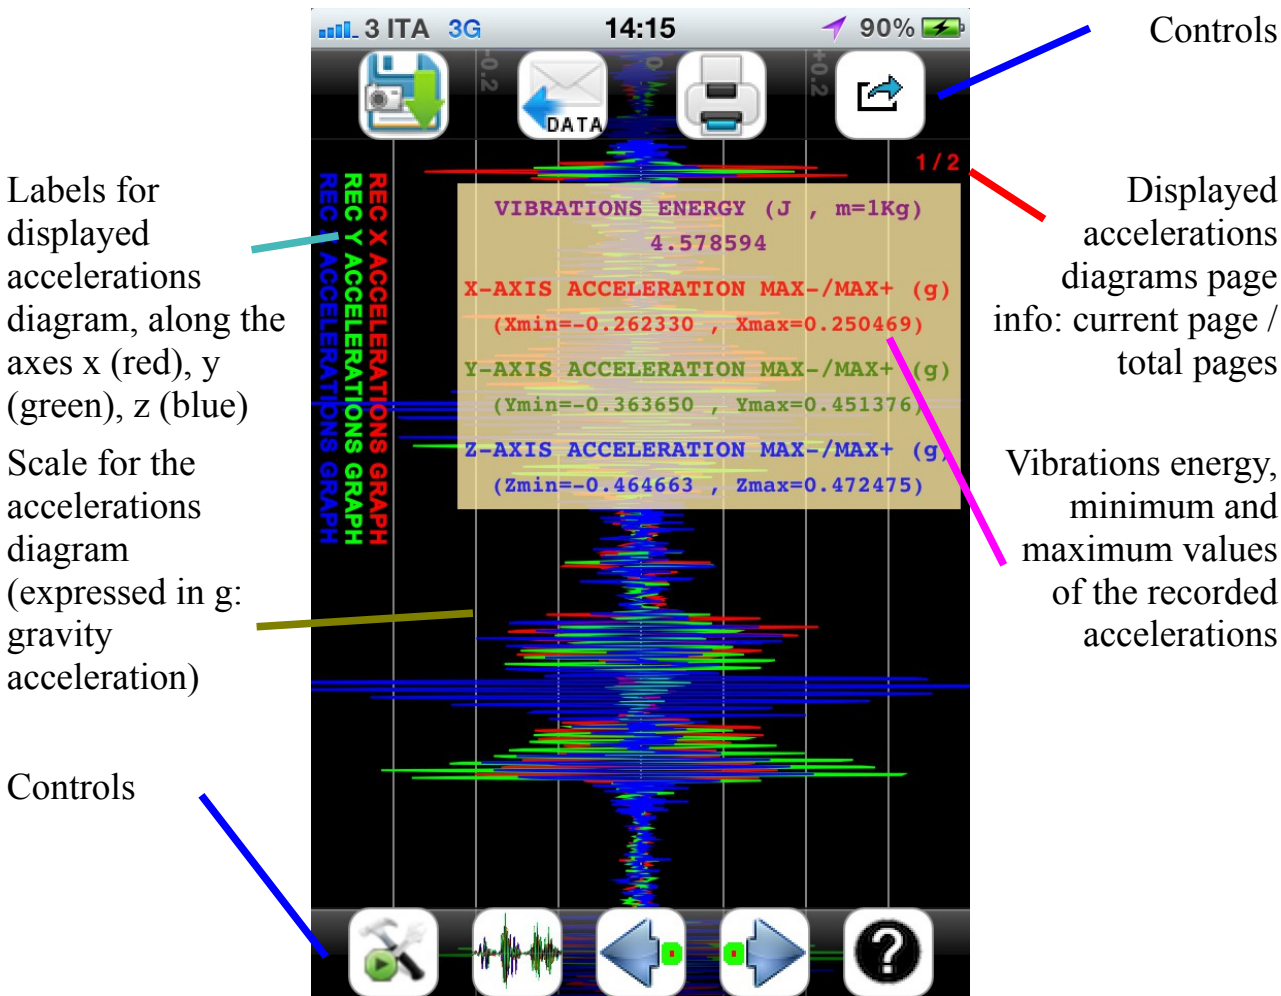 3 ITA 3G 14:15 90%
Controls
-0.2
0
+0.2
DATA
1/2
Labels for
displayed
accelerations
diagram, along the
axes x (red), y
(green), z (blue)
Scale for the
accelerations
diagram
(expressed in g:
gravity
acceleration)
Controls
REC Z ACCELERATIONS GRAPH
REC Y ACCELERATIONS GRAPH
REC X ACCELERATIONS GRAPH
VIBRATIONS ENERGY (J , m=1Kg)
4.578594
X-AXIS ACCELERATION MAX-/MAX+ (g)
(Xmin=-0.262330 , Xmax=0.250469)
Y-AXIS ACCELERATION MAX-/MAX+ (g)
(Ymin=-0.363650 , Ymax=0.451376)
Z-AXIS ACCELERATION MAX-/MAX+ (g)
(Zmin=-0.464663 , Zmax=0.472475)
Displayed
accelerations
diagrams page
info: current page /
total pages
Vibrations energy,
minimum and
maximum values
of the recorded
accelerations
?